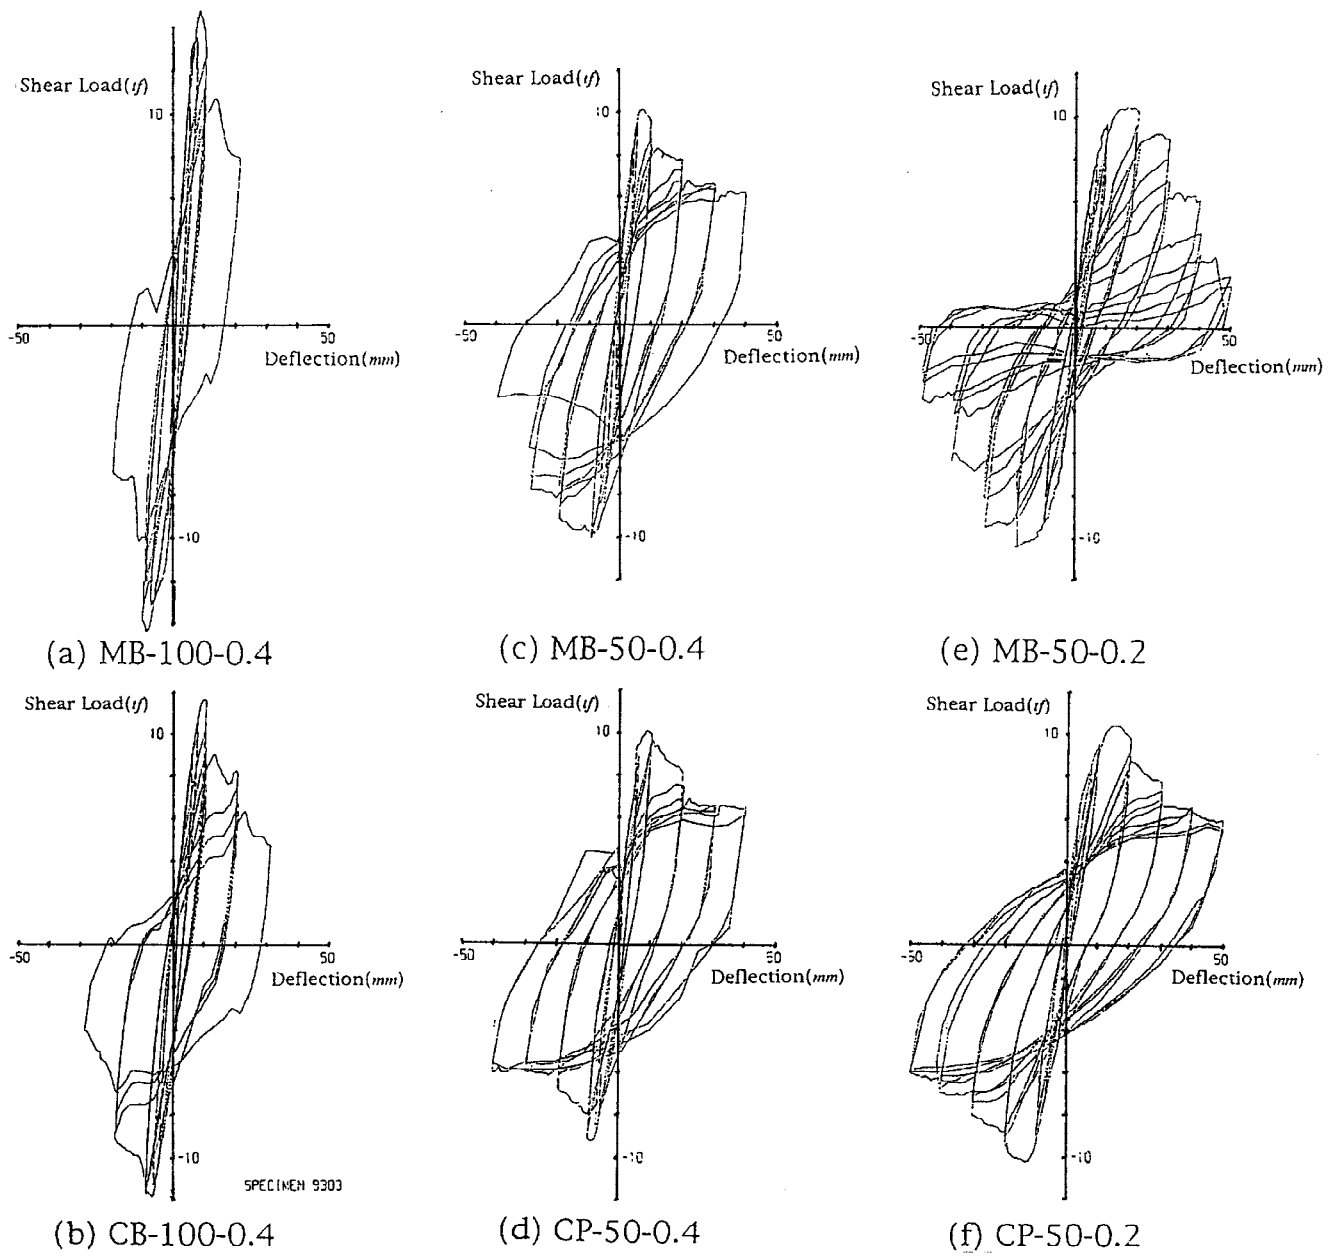 Shear Load(tf)
10
-50
50
Deflection(mm)
-10
(a) MB-100-0.4
Shear Load(tf)
10
-50
50
Deflection(mm)
-10
(c) MB-50-0.4
Shear Load(tf)
10
-50
50
Deflection(mm)
-10
(e) MB-50-0.2
Shear Load(tf)
10
-50
50
Deflection(mm)
-10
SPECIMEN 9303
(b) CB-100-0.4
Shear Load(tf)
10
-50
50
Deflection(mm)
-10
(d) CP-50-0.4
Shear Load(tf)
10
-50
50
Deflection(mm)
-10
(f) CP-50-0.2